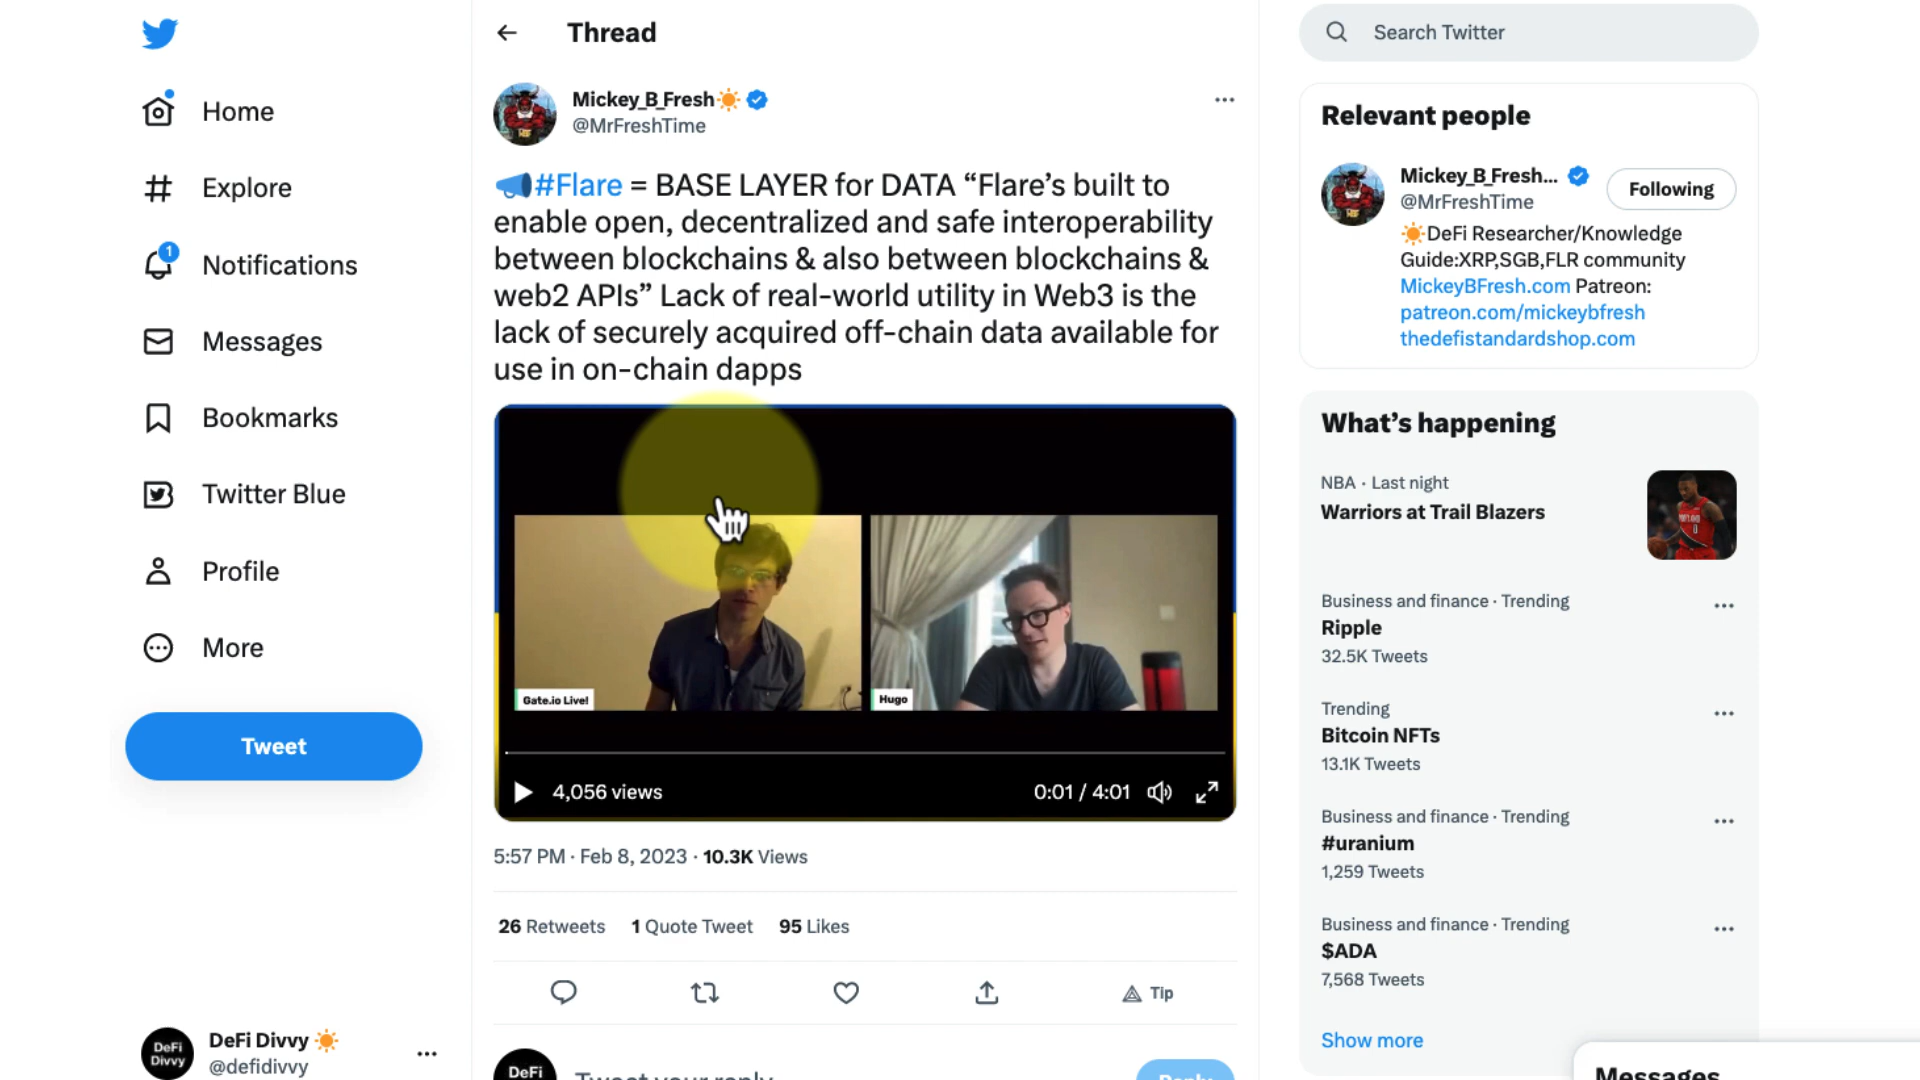 Home
Explore
1
Notifications
Messages
Bookmarks
Twitter Blue
Profile
More
Tweet
DeFi Divvy
DeFi Divvy
@defidivvy
Thread
Mickey_B_Fresh
@MrFreshTime
#Flare = BASE LAYER for DATA “Flare’s built to
enable open, decentralized and safe interoperability
between blockchains & also between blockchains &
web2 APIs” Lack of real-world utility in Web3 is the
lack of securely acquired off-chain data available for
use in on-chain dapps
Gate.io Live!
Hugo
4,056 views
0:01 / 4:01
5:57 PM · Feb 8, 2023 · 10.3K Views
26 Retweets 1 Quote Tweet 95 Likes
Tip
DeFi
Tweet your reply
Reply
Search Twitter
Relevant people
Mickey_B_Fresh...
@MrFreshTime
Following
DeFi Researcher/Knowledge
Guide:XRP,SGB,FLR community
MickeyBFresh.com Patreon:
patreon.com/mickeybfresh
thedefistandardshop.com
What’s happening
NBA · Last night
Warriors at Trail Blazers
Business and finance · Trending
Ripple
32.5K Tweets
Trending
Bitcoin NFTs
13.1K Tweets
Business and finance · Trending
#uranium
1,259 Tweets
Business and finance · Trending
$ADA
7,568 Tweets
Show more
Messages